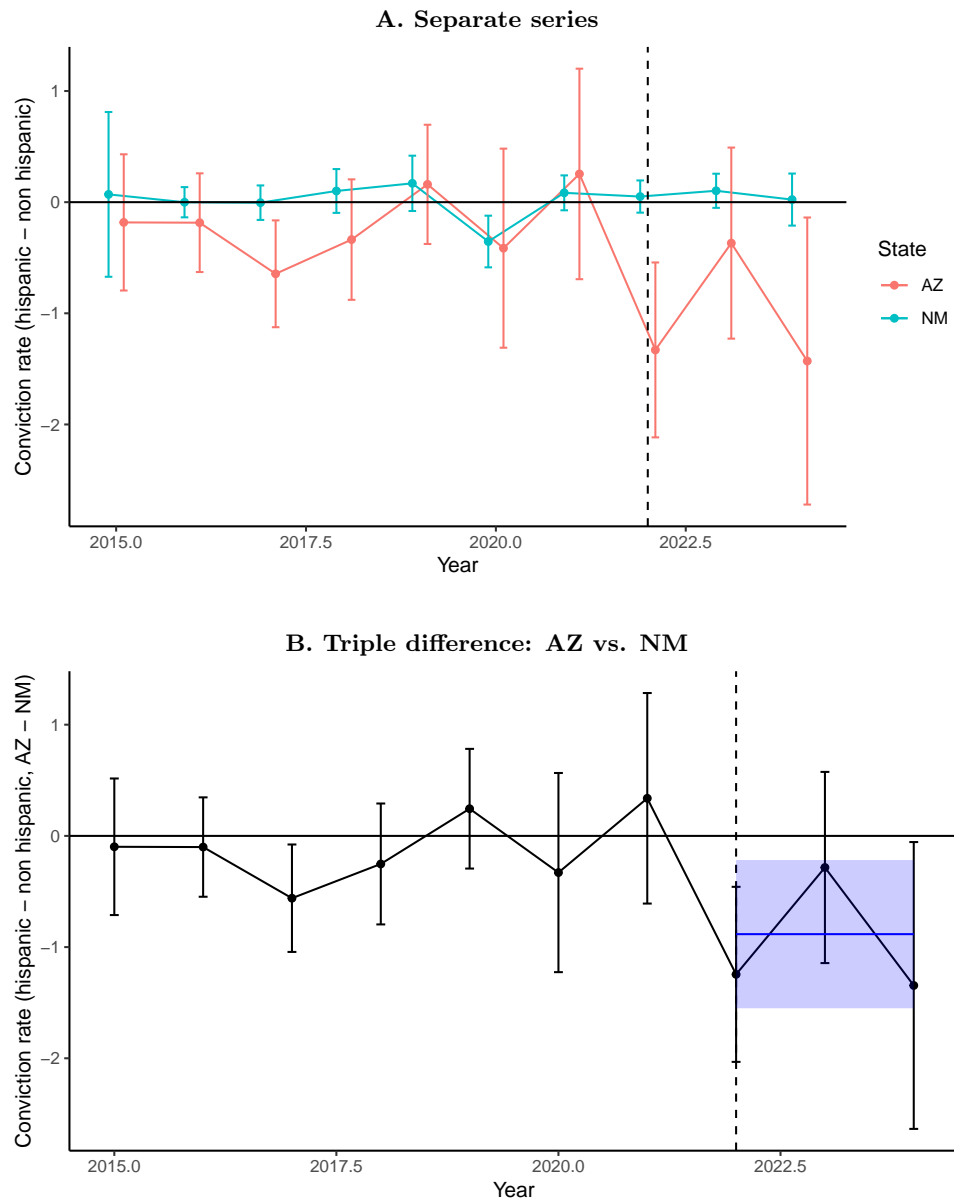 A. Separate series
Conviction rate (hispanic − non hispanic)
1
0
−1
−2
2015.0 2017.5 2020.0 2022.5
Year
State
AZ
NM
B. Triple difference: AZ vs. NM
Conviction rate (hispanic − non hispanic, AZ − NM)
1
0
−1
−2
2015.0 2017.5 2020.0 2022.5
Year